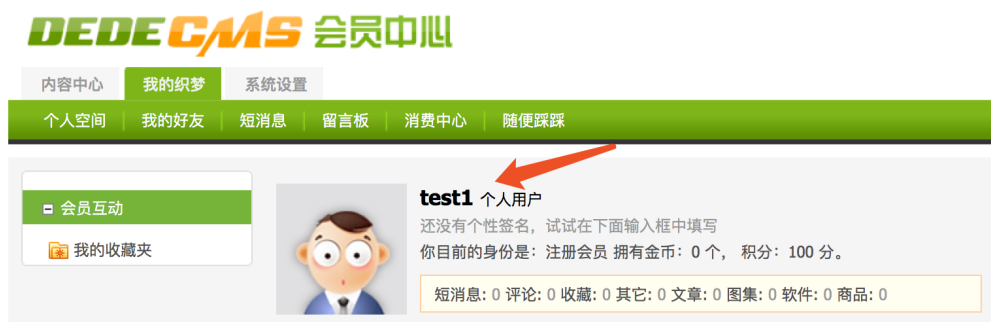 DEDECMS 会员中心
内容中心 我的织梦 系统设置
个人空间 我的好友 短消息 留言板 消费中心 随便踩踩
会员互动
我的收藏夹
test1 个人用户
还没有个性签名，试试在下面输入框中填写
你目前的身份是：注册会员 拥有金币：0 个， 积分：100 分。
短消息: 0 评论: 0 收藏: 0 其它: 0 文章: 0 图集: 0 软件: 0 商品: 0